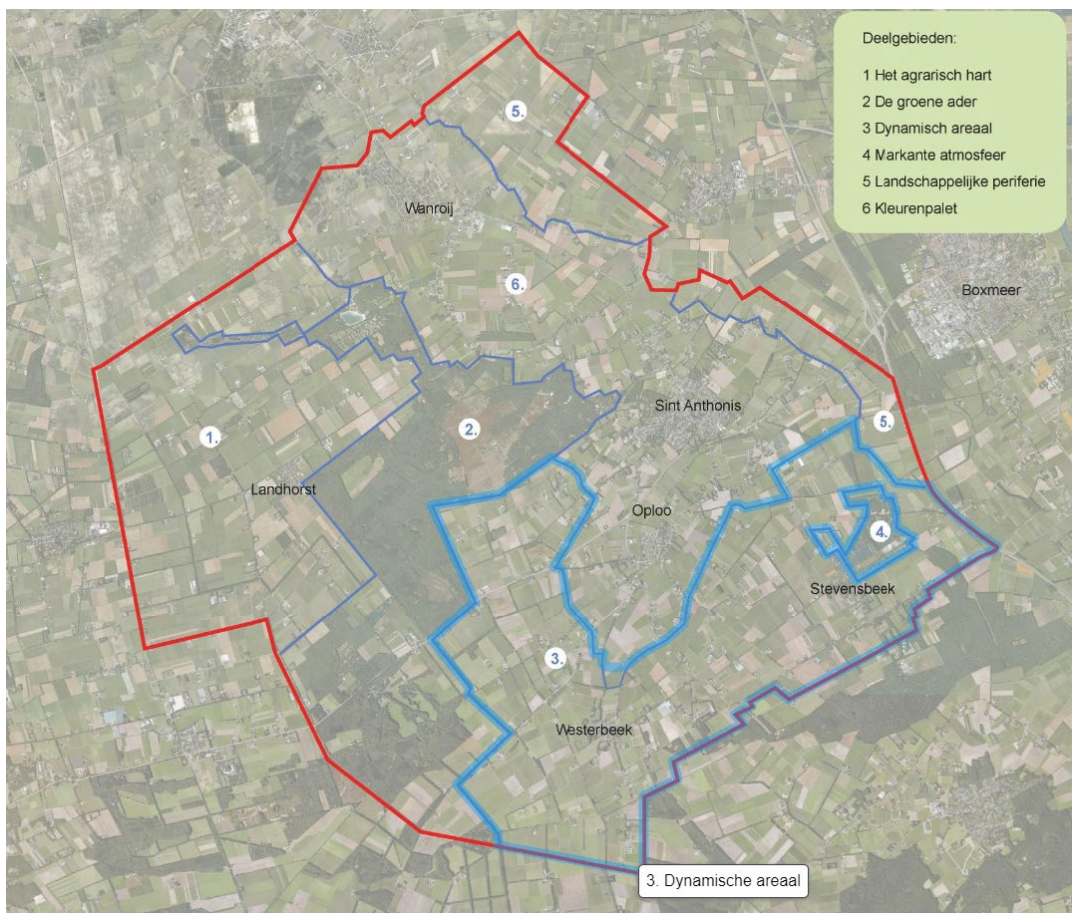 Deelgebieden:
1 Het agrarisch hart
2 De groene ader
3 Dynamisch areaal
4 Markante atmosfeer
5 Landschappelijke periferie
6 Kleurenpalet
5.
Wanroij
6.
Boxmeer
Sint Anthonis
5.
2.
1.
Landhorst
Oploo
4.
Stevensbeek
3.
Westerbeek
3. Dynamische areaal